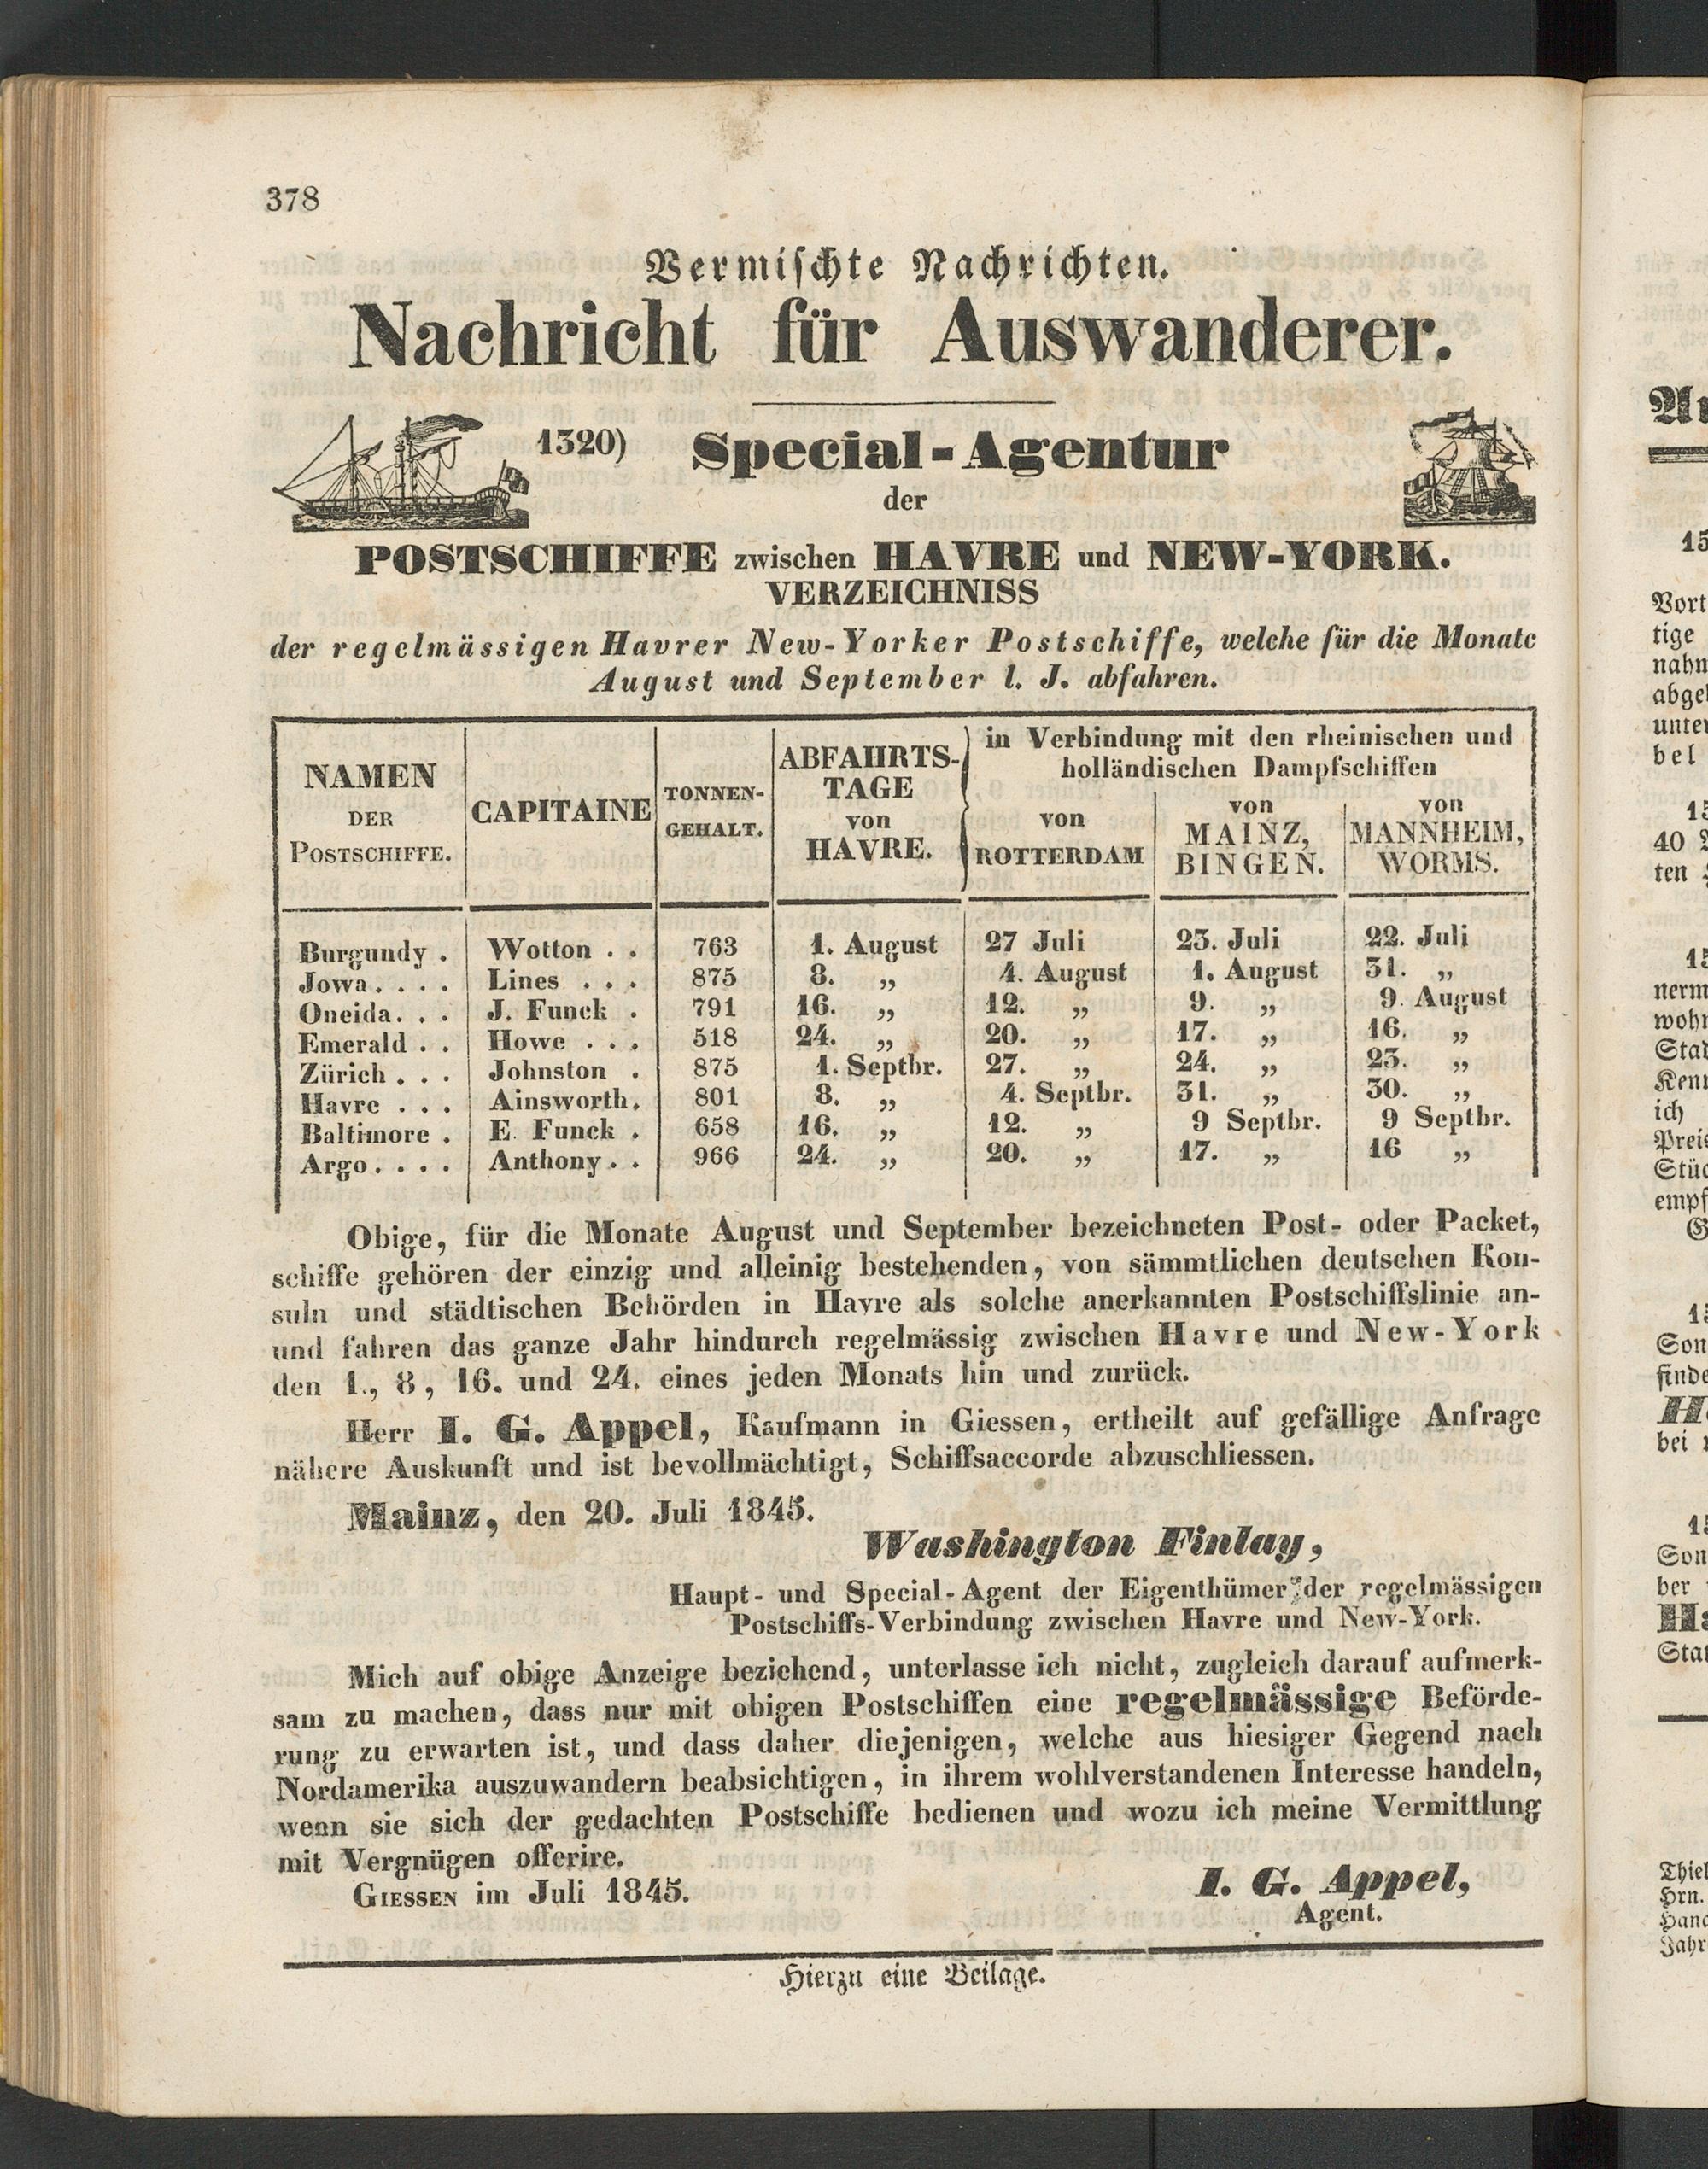 378
Vermischte Nachrichten.
Nachricht für Auswanderer.
1320) Special-Agentur
der
POSTSCHIFFE zwischen HAVRE und NEW-YORK.
VERZEICHNISS
der regelmässigen Havrer New-Yorker Postschiffe, welche für die Monate
August und September l. J. abfahren.
NAMEN DER POSTSCHIFFE. | CAPITAINE | TONNEN-GEHALT. | ABFAHRTS-TAGE von HAVRE. | in Verbindung mit den rheinischen und holländischen Dampfschiffen
von ROTTERDAM | von MAINZ, BINGEN. | von MANNHEIM, WORMS.
Burgundy . | Wotton . . | 763 | 1. August | 27 Juli | 23. Juli | 22. Juli
Jowa. . . . | Lines . . . | 875 | 8. „ | 4. August | 1. August | 31. „
Oneida. . . | J. Funck . | 791 | 16. „ | 12. „ | 9. „ | 9. August
Emerald . . | Howe . . . | 518 | 24. „ | 20. „ | 17. „ | 16. „
Zürich . . . | Johnston . | 875 | 1. Septbr. | 27. „ | 24. „ | 23. „
Havre . . . | Ainsworth. | 801 | 8. „ | 4. Septbr. | 31. „ | 30. „
Baltimore . | E. Funck . | 658 | 16. „ | 12. „ | 9 Septbr. | 9 Septbr.
Argo. . . . | Anthony . . | 966 | 24. „ | 20. „ | 17. „ | 16 „
Obige, für die Monate August und September bezeichneten Post- oder Packet,
schiffe gehören der einzig und alleinig bestehenden, von sämmtlichen deutschen Kon-
suln und städtischen Behörden in Havre als solche anerkannten Postschiffslinie an-
und fahren das ganze Jahr hindurch regelmässig zwischen Havre und New-York
den 1., 8, 16. und 24. eines jeden Monats hin und zurück.
Herr I. G. Appel, Kaufmann in Giessen, ertheilt auf gefällige Anfrage
nähere Auskunft und ist bevollmächtigt, Schiffsaccorde abzuschliessen.
Mainz, den 20. Juli 1845.
Washington Finlay,
Haupt- und Special-Agent der Eigenthümer der regelmässigen
Postschiffs-Verbindung zwischen Havre und New-York.
Mich auf obige Anzeige beziehend, unterlasse ich nicht, zugleich darauf aufmerk-
sam zu machen, dass nur mit obigen Postschiffen eine regelmässige Beförde-
rung zu erwarten ist, und dass daher diejenigen, welche aus hiesiger Gegend nach
Nordamerika auszuwandern beabsichtigen, in ihrem wohlverstandenen Interesse handeln,
wenn sie sich der gedachten Postschiffe bedienen und wozu ich meine Vermittlung
mit Vergnügen offerire.
GIESSEN im Juli 1845.
I. G. Appel,
Agent.
Hierzu eine Beilage.